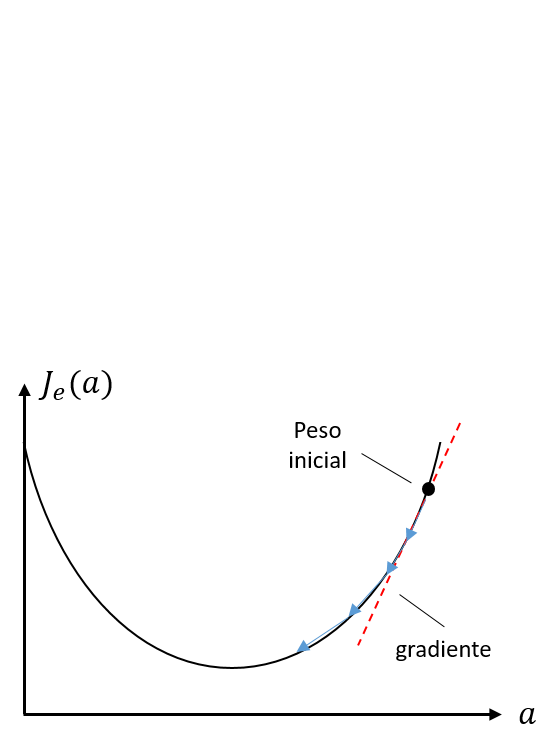 Jₑ(a)
Peso
inicial
gradiente
a